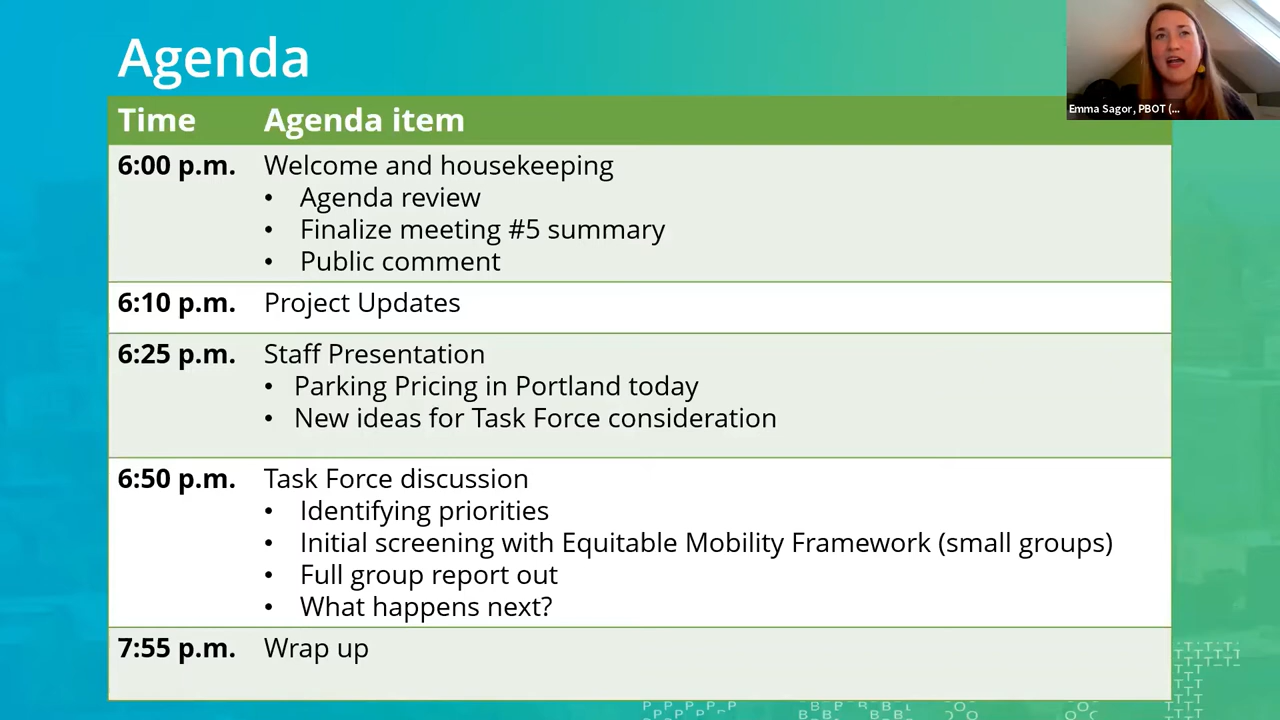 Agenda
Emma Sagor, PBOT (...
Time Agenda item
6:00 p.m. Welcome and housekeeping
• Agenda review
• Finalize meeting #5 summary
• Public comment
6:10 p.m. Project Updates
6:25 p.m. Staff Presentation
• Parking Pricing in Portland today
• New ideas for Task Force consideration
6:50 p.m. Task Force discussion
• Identifying priorities
• Initial screening with Equitable Mobility Framework (small groups)
• Full group report out
• What happens next?
7:55 p.m. Wrap up